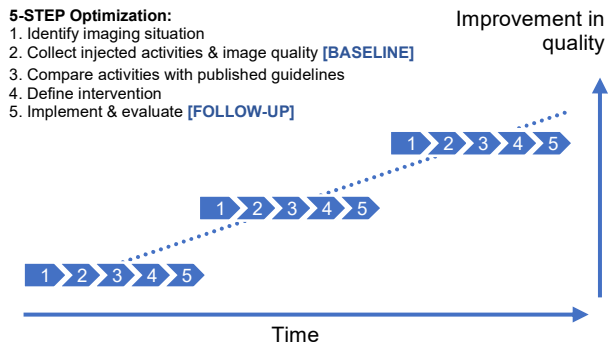 5-STEP Optimization:
1. Identify imaging situation
2. Collect injected activities & image quality [BASELINE]
3. Compare activities with published guidelines
4. Define intervention
5. Implement & evaluate [FOLLOW-UP]
Improvement in
quality
1 2 3 4 5
1 2 3 4 5
1 2 3 4 5
Time